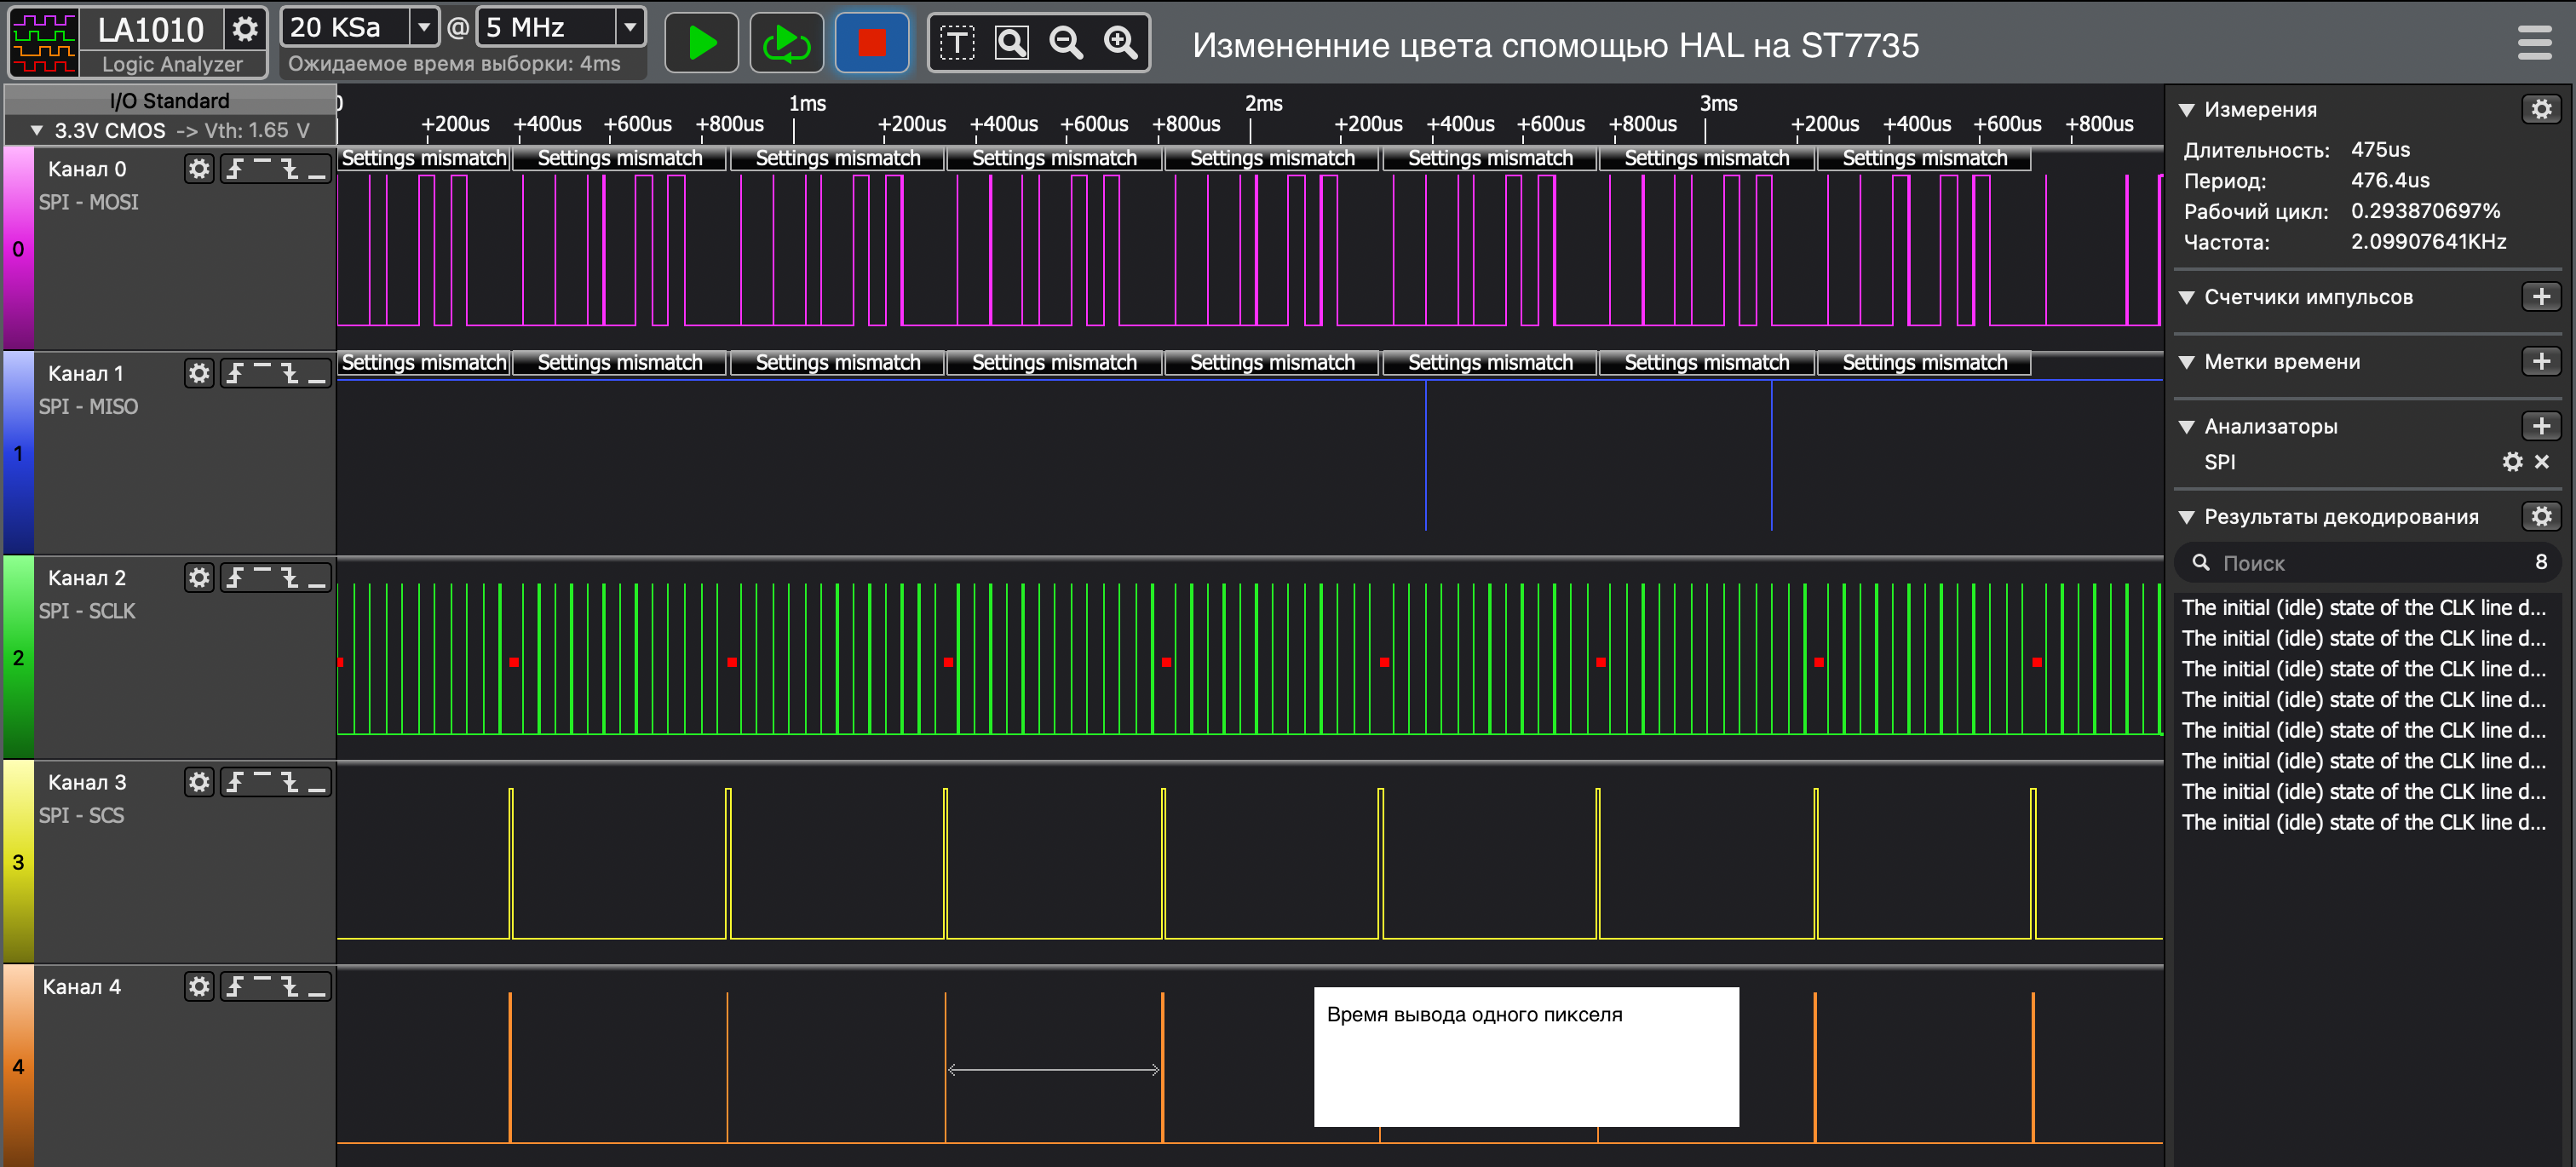 LA1010
Logic Analyzer
20 KSa @ 5 MHz
Ожидаемое время выборки: 4ms
Измененние цвета спомощью HAL на ST7735
I/O Standard
3.3V CMOS -> Vth: 1.65 V
0 1ms 2ms 3ms
+200us +400us +600us +800us +200us +400us +600us +800us +200us +400us +600us +800us +200us +400us +600us +800us
Канал 0
SPI - MOSI
0
Settings mismatch Settings mismatch Settings mismatch Settings mismatch Settings mismatch Settings mismatch Settings mismatch Settings mismatch
Канал 1
SPI - MISO
1
Settings mismatch Settings mismatch Settings mismatch Settings mismatch Settings mismatch Settings mismatch Settings mismatch Settings mismatch
Канал 2
SPI - SCLK
2
Канал 3
SPI - SCS
3
Канал 4
4
Время вывода одного пикселя
Измерения
Длительность: 475us
Период: 476.4us
Рабочий цикл: 0.293870697%
Частота: 2.09907641KHz
Счетчики импульсов
Метки времени
Анализаторы
SPI
Результаты декодирования
Поиск 8
The initial (idle) state of the CLK line d...
The initial (idle) state of the CLK line d...
The initial (idle) state of the CLK line d...
The initial (idle) state of the CLK line d...
The initial (idle) state of the CLK line d...
The initial (idle) state of the CLK line d...
The initial (idle) state of the CLK line d...
The initial (idle) state of the CLK line d...